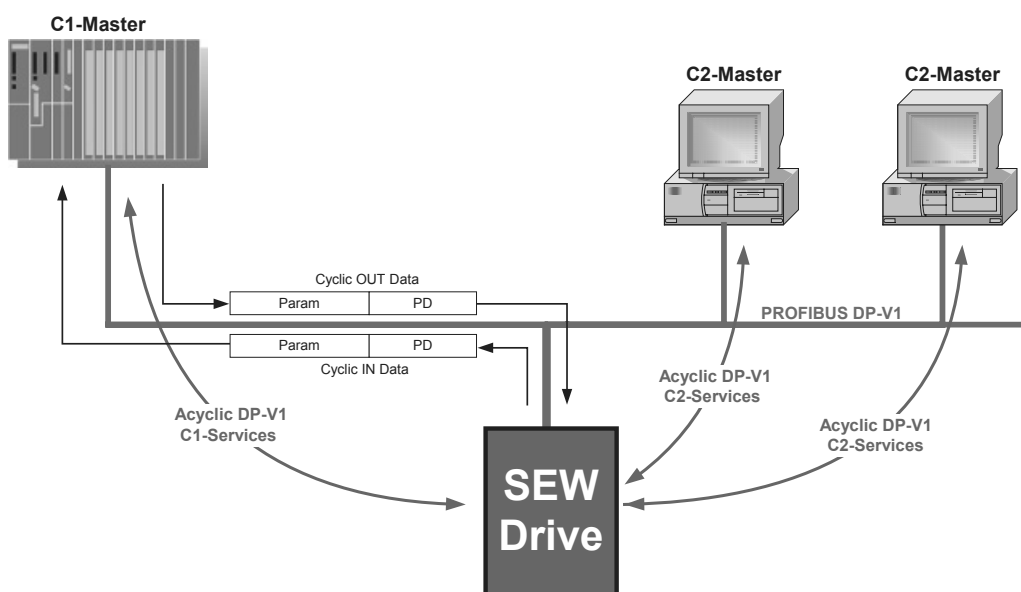 C1-Master
C2-Master
C2-Master
Cyclic OUT Data
Param
PD
PROFIBUS DP-V1
Param
PD
Cyclic IN Data
Acyclic DP-V1
C2-Services
Acyclic DP-V1
C1-Services
Acyclic DP-V1
C2-Services
SEW
Drive